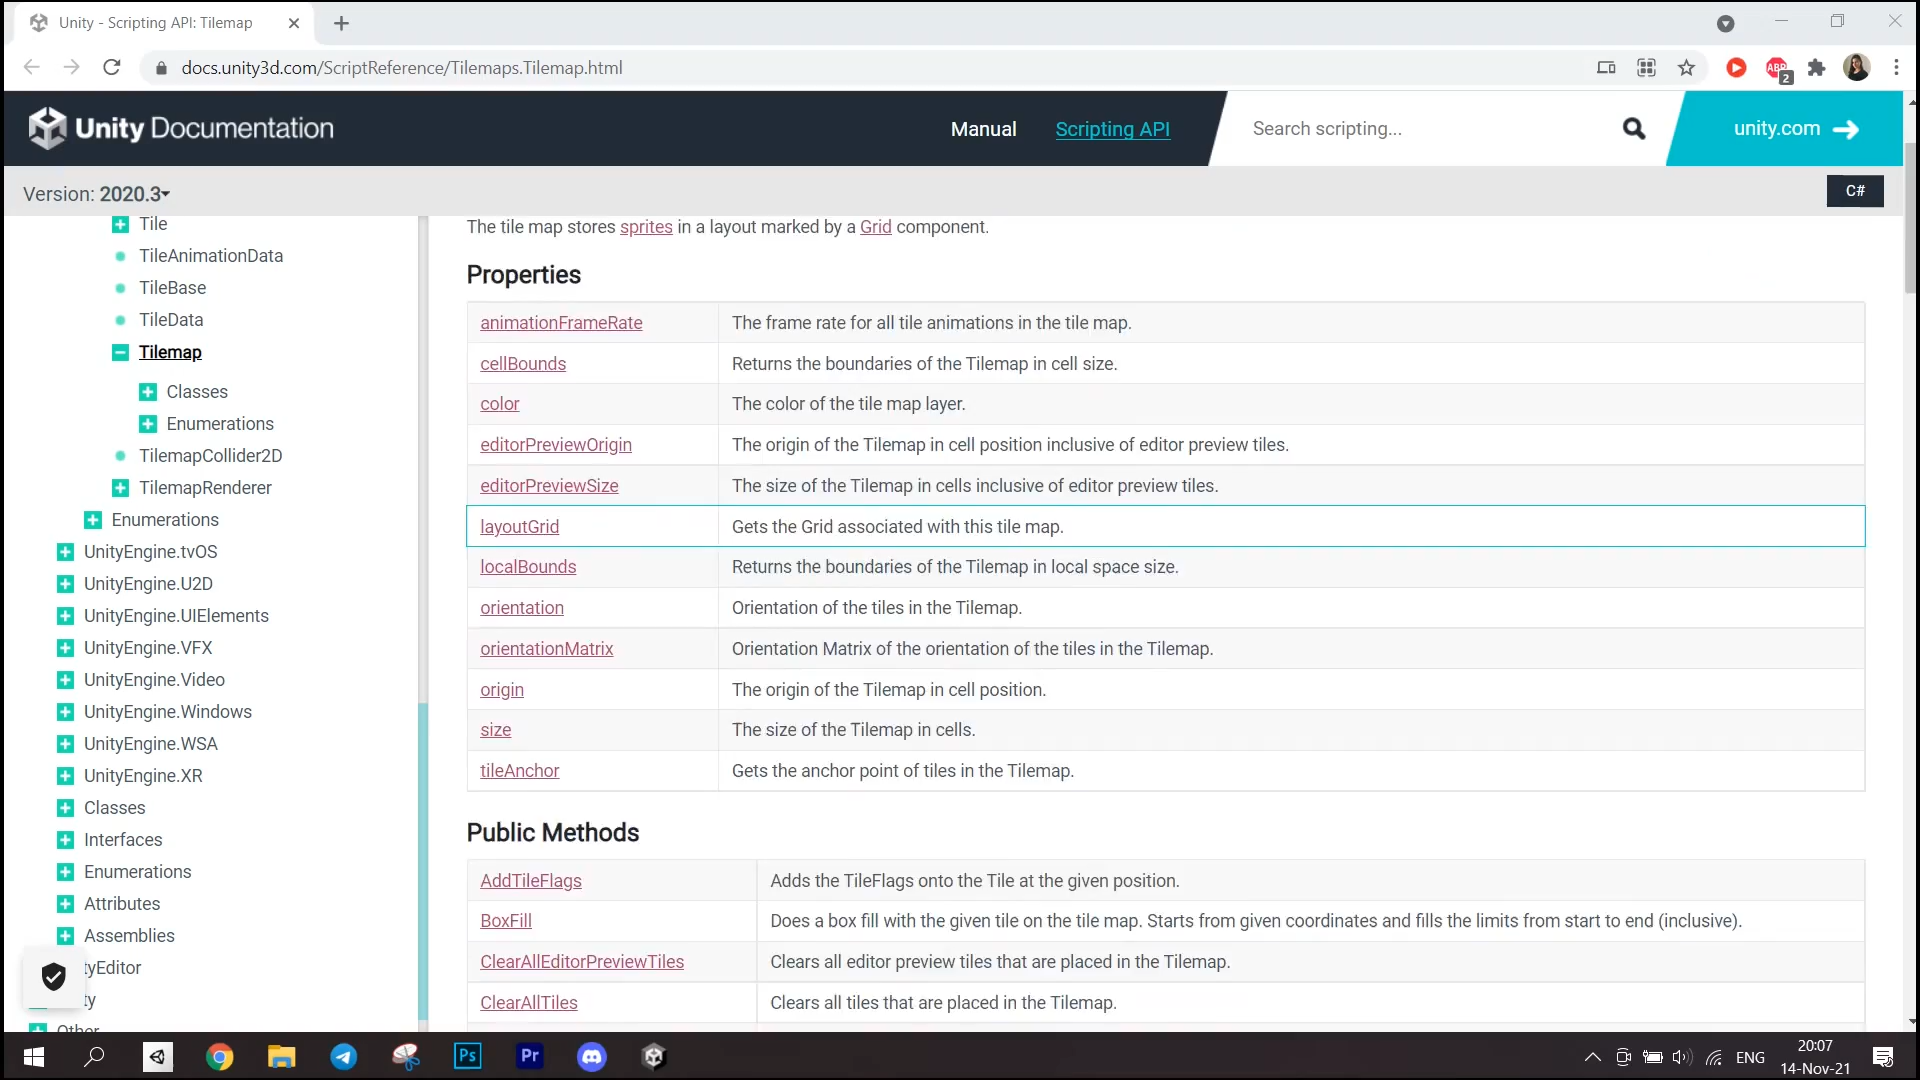 Unity - Scripting API: Tilemap
docs.unity3d.com/ScriptReference/Tilemaps.Tilemap.html
ABP
2
Unity Documentation
Manual
Scripting API
Search scripting...
unity.com
Version: 2020.3
C#
Tile
TileAnimationData
TileBase
TileData
Tilemap
Classes
Enumerations
TilemapCollider2D
TilemapRenderer
Enumerations
UnityEngine.tvOS
UnityEngine.U2D
UnityEngine.UIElements
UnityEngine.VFX
UnityEngine.Video
UnityEngine.Windows
UnityEngine.WSA
UnityEngine.XR
Classes
Interfaces
Enumerations
Attributes
Assemblies
tyEditor
ty
Other
The tile map stores sprites in a layout marked by a Grid component.
Properties
animationFrameRate The frame rate for all tile animations in the tile map.
cellBounds Returns the boundaries of the Tilemap in cell size.
color The color of the tile map layer.
editorPreviewOrigin The origin of the Tilemap in cell position inclusive of editor preview tiles.
editorPreviewSize The size of the Tilemap in cells inclusive of editor preview tiles.
layoutGrid Gets the Grid associated with this tile map.
localBounds Returns the boundaries of the Tilemap in local space size.
orientation Orientation of the tiles in the Tilemap.
orientationMatrix Orientation Matrix of the orientation of the tiles in the Tilemap.
origin The origin of the Tilemap in cell position.
size The size of the Tilemap in cells.
tileAnchor Gets the anchor point of tiles in the Tilemap.
Public Methods
AddTileFlags Adds the TileFlags onto the Tile at the given position.
BoxFill Does a box fill with the given tile on the tile map. Starts from given coordinates and fills the limits from start to end (inclusive).
ClearAllEditorPreviewTiles Clears all editor preview tiles that are placed in the Tilemap.
ClearAllTiles Clears all tiles that are placed in the Tilemap.
Ps
Pr
ENG
20:07
14-Nov-21